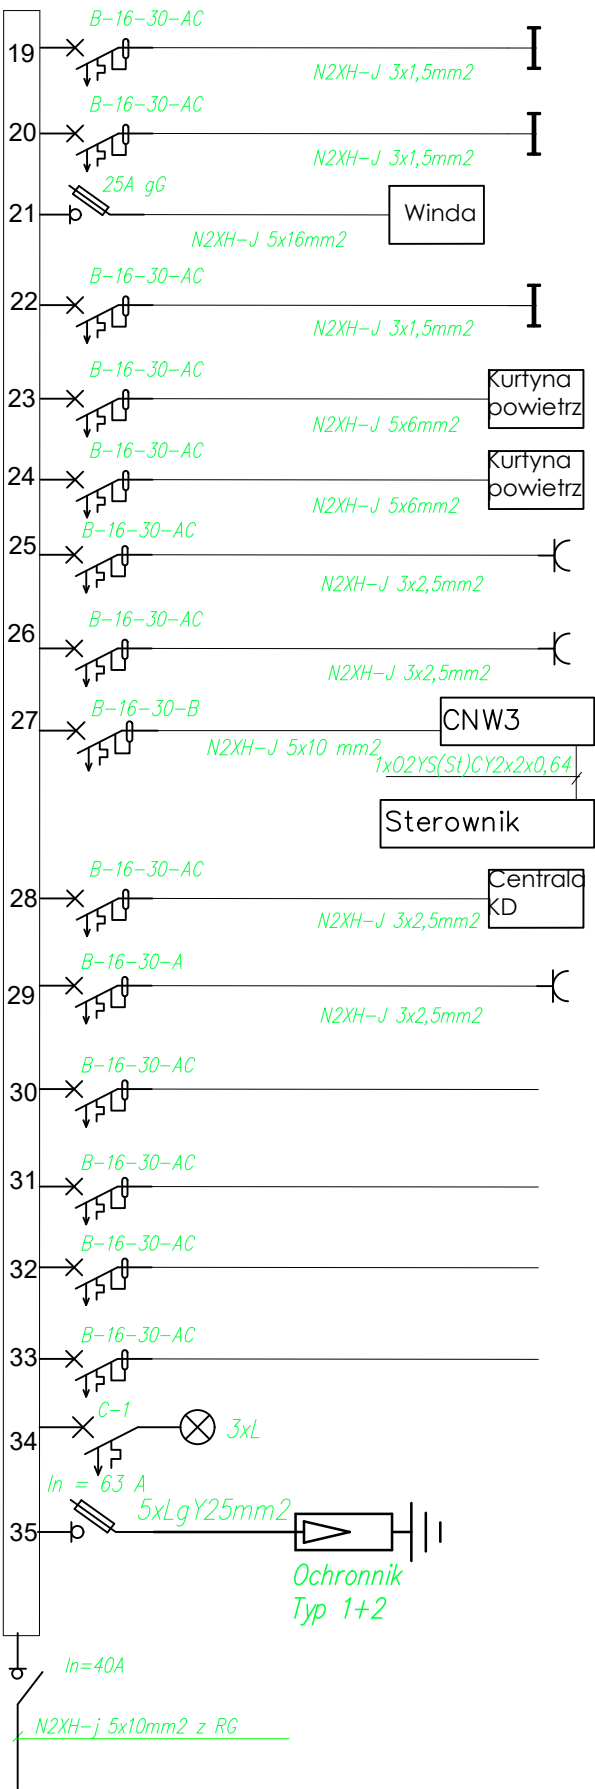 B-16-30-AC
19
N2XH-J 3x1,5mm2
B-16-30-AC
20
N2XH-J 3x1,5mm2
25A gG
21
Winda
N2XH-J 5x16mm2
B-16-30-AC
22
N2XH-J 3x1,5mm2
B-16-30-AC
23
Kurtyna
powietrz
N2XH-J 5x6mm2
B-16-30-AC
24
Kurtyna
powietrz
N2XH-J 5x6mm2
B-16-30-AC
25
N2XH-J 3x2,5mm2
B-16-30-AC
26
N2XH-J 3x2,5mm2
B-16-30-B
27
CNW3
N2XH-J 5x10 mm2
1x02YS(St)CY2x2x0,64
Sterownik
B-16-30-AC
28
Centrala
KD
N2XH-J 3x2,5mm2
B-16-30-A
29
N2XH-J 3x2,5mm2
B-16-30-AC
30
B-16-30-AC
31
B-16-30-AC
32
B-16-30-AC
33
C-1
34
3xL
In = 63 A
5xLgY25mm2
35
Ochronnik
Typ 1+2
In=40A
N2XH-j 5x10mm2 z RG